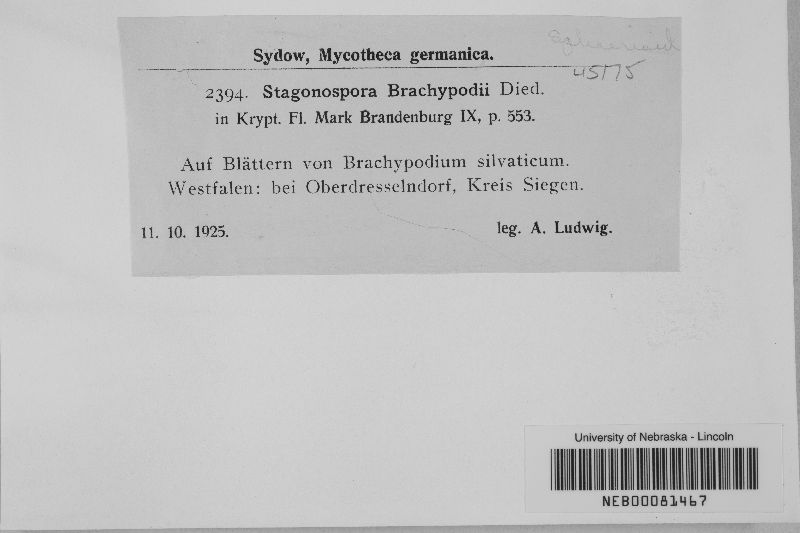 Sydow, Mycotheca germanica.
45175
2394. Stagonospora Brachypodii Died.
in Krypt. Fl. Mark Brandenburg IX, p. 553.
Auf Blättern von Brachypodium silvaticum.
Westfalen: bei Oberdresselndorf, Kreis Siegen.
11. 10. 1925.
leg. A. Ludwig.
University of Nebraska - Lincoln
NEB00081467